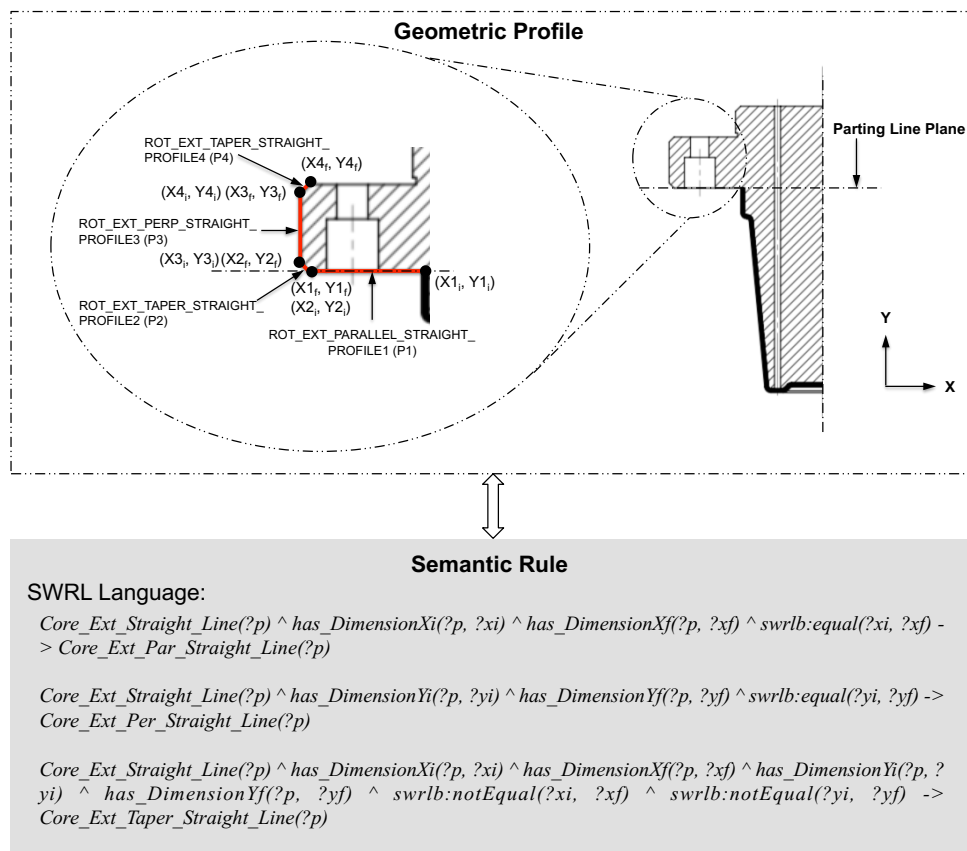 Geometric Profile
ROT_EXT_TAPER_STRAIGHT_
PROFILE4 (P4)
(X4f, Y4f)
(X4i, Y4i) (X3f, Y3f)
ROT_EXT_PERP_STRAIGHT_
PROFILE3 (P3)
(X3i, Y3i) (X2f, Y2f)
ROT_EXT_TAPER_STRAIGHT_
PROFILE2 (P2)
(X1f, Y1f)
(X2i, Y2i)
(X1i, Y1i)
ROT_EXT_PARALLEL_STRAIGHT_
PROFILE1 (P1)
Parting Line Plane
Y
X
Semantic Rule
SWRL Language:
Core_Ext_Straight_Line(?p) ^ has_DimensionXi(?p, ?xi) ^ has_DimensionXf(?p, ?xf) ^ swrlb:equal(?xi, ?xf) -
> Core_Ext_Par_Straight_Line(?p)
Core_Ext_Straight_Line(?p) ^ has_DimensionYi(?p, ?yi) ^ has_DimensionYf(?p, ?yf) ^ swrlb:equal(?yi, ?yf) ->
Core_Ext_Per_Straight_Line(?p)
Core_Ext_Straight_Line(?p) ^ has_DimensionXi(?p, ?xi) ^ has_DimensionXf(?p, ?xf) ^ has_DimensionYi(?p, ?
yi) ^ has_DimensionYf(?p, ?yf) ^ swrlb:notEqual(?xi, ?xf) ^ swrlb:notEqual(?yi, ?yf) ->
Core_Ext_Taper_Straight_Line(?p)